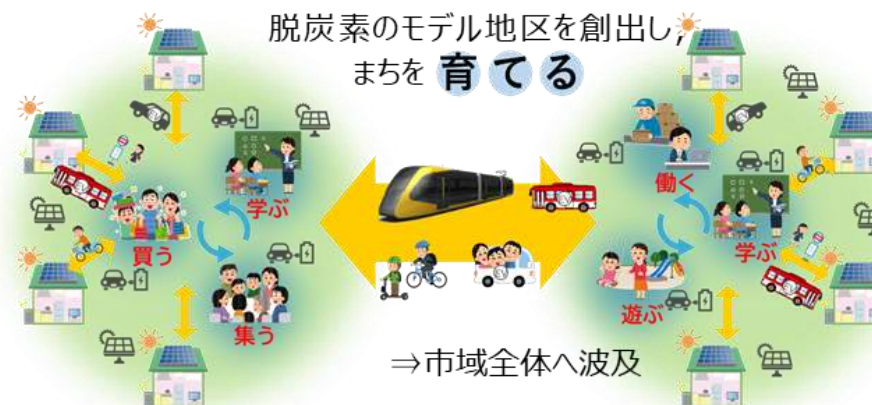 脱炭素のモデル地区を創出し,
まちを 育てる
学ぶ
買う
集う
働く
学ぶ
遊ぶ
⇒市域全体へ波及